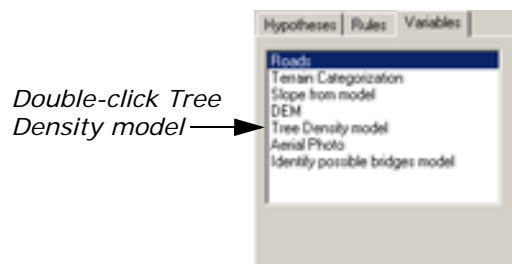 Hypotheses Rules Variables
Roads
Terrain Categorization
Slope from model
DEM
Double-click Tree
Density model
Tree Density model
Aerial Photo
Identify possible bridges model